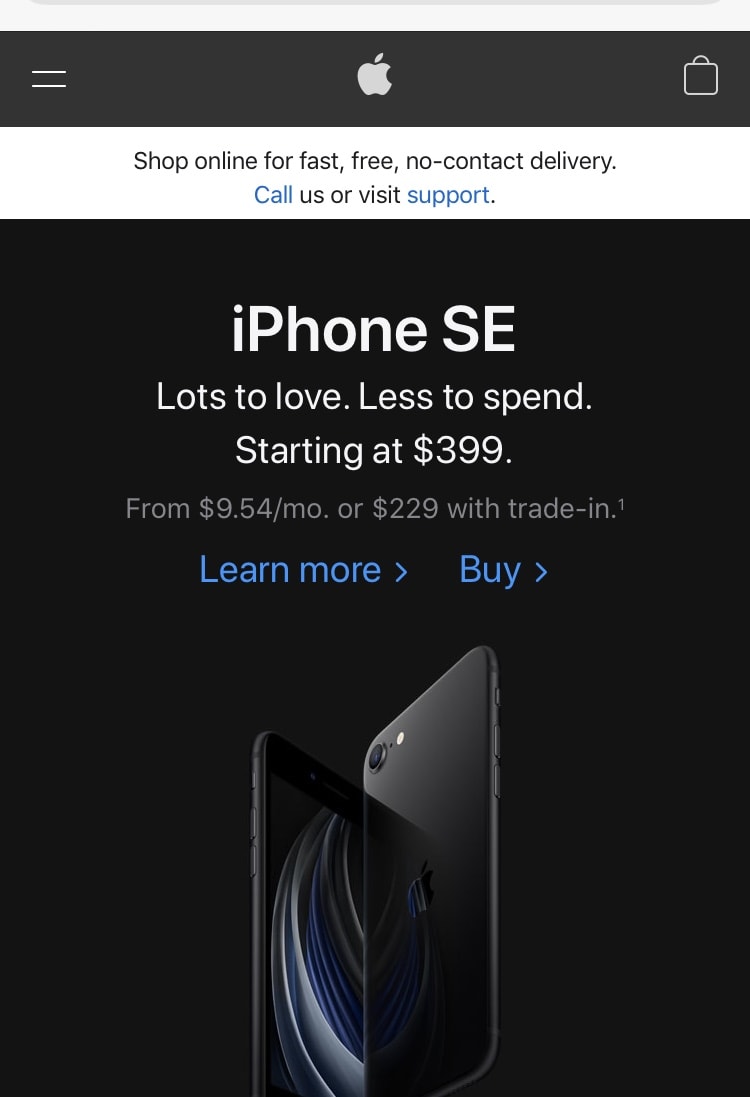 Shop online for fast, free, no-contact delivery.
Call us or visit support.
iPhone SE
Lots to love. Less to spend.
Starting at $399.
From $9.54/mo. or $229 with trade-in.¹
Learn more > Buy >